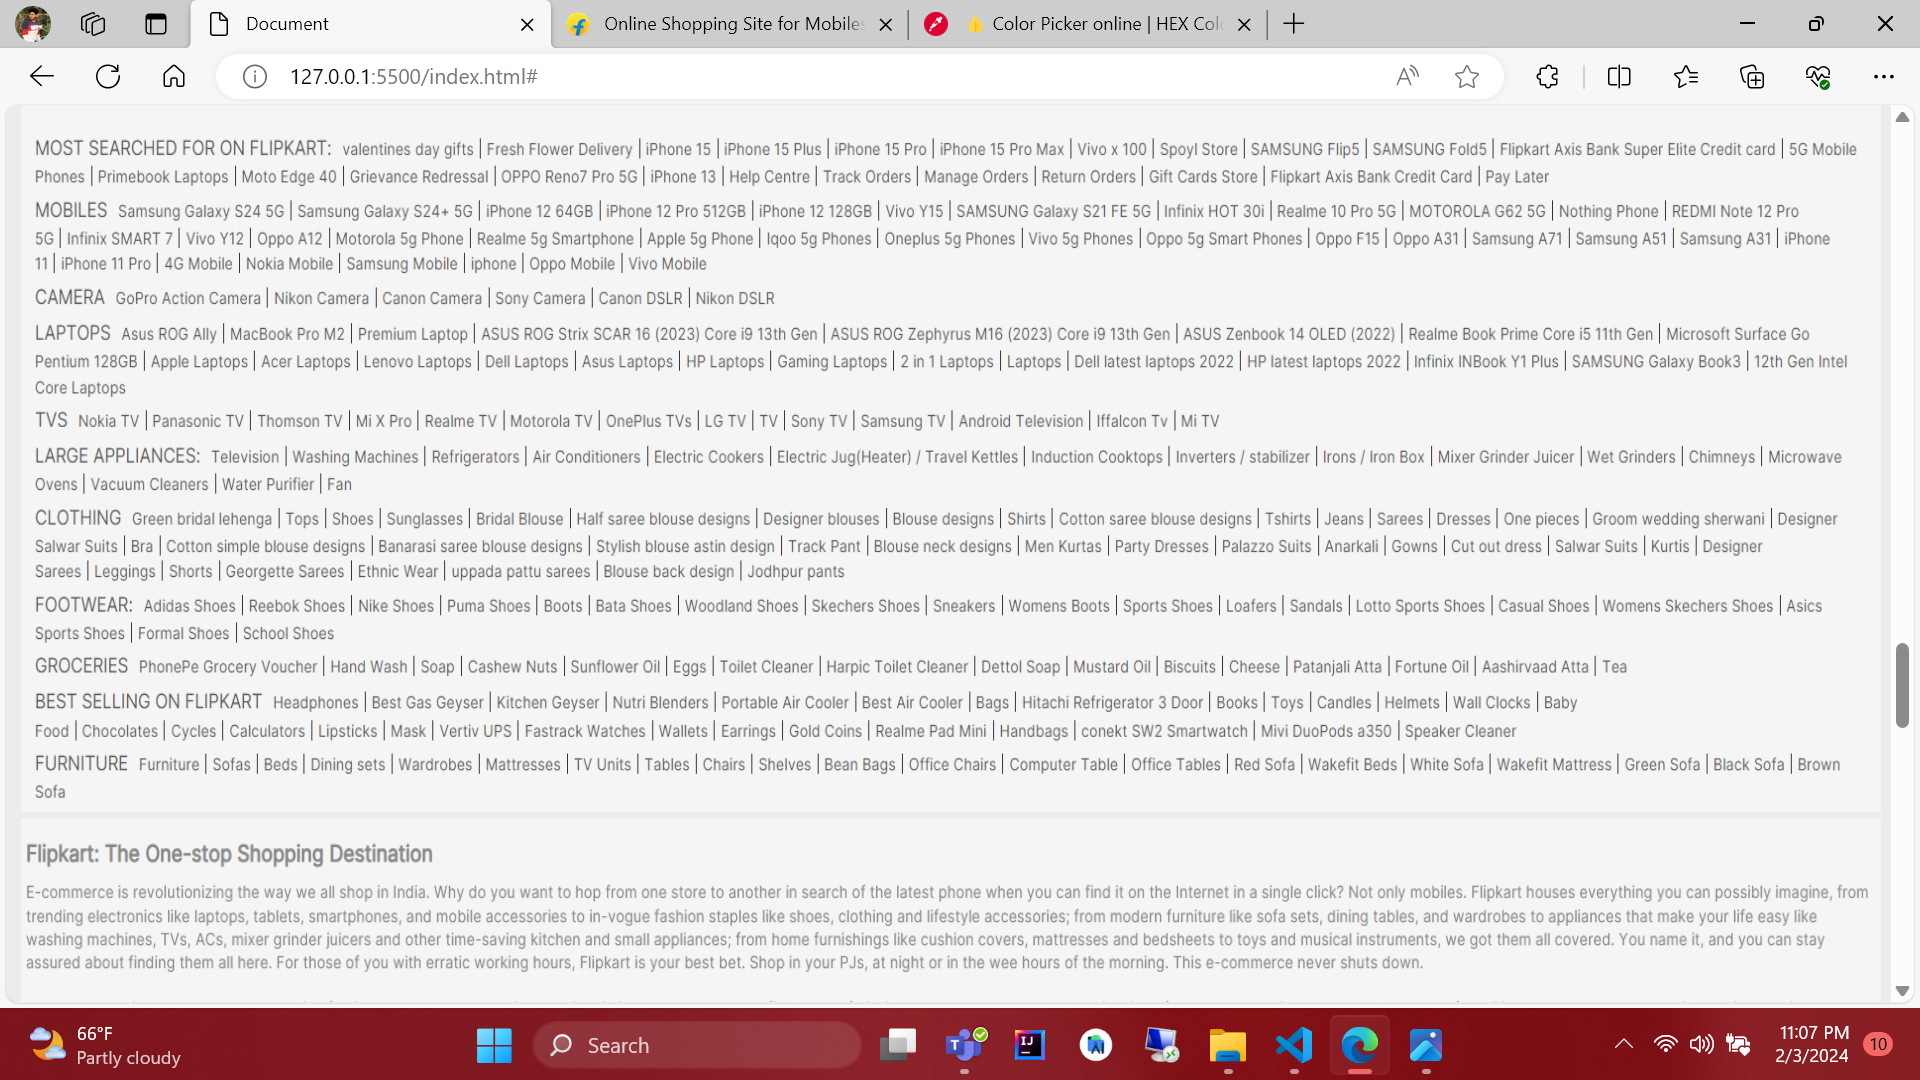 Document
Online Shopping Site for Mobiles
Color Picker online | HEX Colo
127.0.0.1:5500/index.html#
MOST SEARCHED FOR ON FLIPKART: valentines day gifts | Fresh Flower Delivery | iPhone 15 | iPhone 15 Plus | iPhone 15 Pro | iPhone 15 Pro Max | Vivo x 100 | Spoyl Store | SAMSUNG Flip5 | SAMSUNG Fold5 | Flipkart Axis Bank Super Elite Credit card | 5G Mobile
Phones | Primebook Laptops | Moto Edge 40 | Grievance Redressal | OPPO Reno7 Pro 5G | iPhone 13 | Help Centre | Track Orders | Manage Orders | Return Orders | Gift Cards Store | Flipkart Axis Bank Credit Card | Pay Later
MOBILES Samsung Galaxy S24 5G | Samsung Galaxy S24+ 5G | iPhone 12 64GB | iPhone 12 Pro 512GB | iPhone 12 128GB | Vivo Y15 | SAMSUNG Galaxy S21 FE 5G | Infinix HOT 30i | Realme 10 Pro 5G | MOTOROLA G62 5G | Nothing Phone | REDMI Note 12 Pro
5G | Infinix SMART 7 | Vivo Y12 | Oppo A12 | Motorola 5g Phone | Realme 5g Smartphone | Apple 5g Phone | Iqoo 5g Phones | Oneplus 5g Phones | Vivo 5g Phones | Oppo 5g Smart Phones | Oppo F15 | Oppo A31 | Samsung A71 | Samsung A51 | Samsung A31 | iPhone
11 | iPhone 11 Pro | 4G Mobile | Nokia Mobile | Samsung Mobile | iphone | Oppo Mobile | Vivo Mobile
CAMERA GoPro Action Camera | Nikon Camera | Canon Camera | Sony Camera | Canon DSLR | Nikon DSLR
LAPTOPS Asus ROG Ally | MacBook Pro M2 | Premium Laptop | ASUS ROG Strix SCAR 16 (2023) Core i9 13th Gen | ASUS ROG Zephyrus M16 (2023) Core i9 13th Gen | ASUS Zenbook 14 OLED (2022) | Realme Book Prime Core i5 11th Gen | Microsoft Surface Go
Pentium 128GB | Apple Laptops | Acer Laptops | Lenovo Laptops | Dell Laptops | Asus Laptops | HP Laptops | Gaming Laptops | 2 in 1 Laptops | Laptops | Dell latest laptops 2022 | HP latest laptops 2022 | Infinix INBook Y1 Plus | SAMSUNG Galaxy Book3 | 12th Gen Intel
Core Laptops
TVS Nokia TV | Panasonic TV | Thomson TV | Mi X Pro | Realme TV | Motorola TV | OnePlus TVs | LG TV | TV | Sony TV | Samsung TV | Android Television | Iffalcon Tv | Mi TV
LARGE APPLIANCES: Television | Washing Machines | Refrigerators | Air Conditioners | Electric Cookers | Electric Jug(Heater) / Travel Kettles | Induction Cooktops | Inverters / stabilizer | Irons / Iron Box | Mixer Grinder Juicer | Wet Grinders | Chimneys | Microwave
Ovens | Vacuum Cleaners | Water Purifier | Fan
CLOTHING Green bridal lehenga | Tops | Shoes | Sunglasses | Bridal Blouse | Half saree blouse designs | Designer blouses | Blouse designs | Shirts | Cotton saree blouse designs | Tshirts | Jeans | Sarees | Dresses | One pieces | Groom wedding sherwani | Designer
Salwar Suits | Bra | Cotton simple blouse designs | Banarasi saree blouse designs | Stylish blouse astin design | Track Pant | Blouse neck designs | Men Kurtas | Party Dresses | Palazzo Suits | Anarkali | Gowns | Cut out dress | Salwar Suits | Kurtis | Designer
Sarees | Leggings | Shorts | Georgette Sarees | Ethnic Wear | uppada pattu sarees | Blouse back design | Jodhpur pants
FOOTWEAR: Adidas Shoes | Reebok Shoes | Nike Shoes | Puma Shoes | Boots | Bata Shoes | Woodland Shoes | Skechers Shoes | Sneakers | Womens Boots | Sports Shoes | Loafers | Sandals | Lotto Sports Shoes | Casual Shoes | Womens Skechers Shoes | Asics
Sports Shoes | Formal Shoes | School Shoes
GROCERIES PhonePe Grocery Voucher | Hand Wash | Soap | Cashew Nuts | Sunflower Oil | Eggs | Toilet Cleaner | Harpic Toilet Cleaner | Dettol Soap | Mustard Oil | Biscuits | Cheese | Patanjali Atta | Fortune Oil | Aashirvaad Atta | Tea
BEST SELLING ON FLIPKART Headphones | Best Gas Geyser | Kitchen Geyser | Nutri Blenders | Portable Air Cooler | Best Air Cooler | Bags | Hitachi Refrigerator 3 Door | Books | Toys | Candles | Helmets | Wall Clocks | Baby
Food | Chocolates | Cycles | Calculators | Lipsticks | Mask | Vertiv UPS | Fastrack Watches | Wallets | Earrings | Gold Coins | Realme Pad Mini | Handbags | conekt SW2 Smartwatch | Mivi DuoPods a350 | Speaker Cleaner
FURNITURE Furniture | Sofas | Beds | Dining sets | Wardrobes | Mattresses | TV Units | Tables | Chairs | Shelves | Bean Bags | Office Chairs | Computer Table | Office Tables | Red Sofa | Wakefit Beds | White Sofa | Wakefit Mattress | Green Sofa | Black Sofa | Brown
Sofa
Flipkart: The One-stop Shopping Destination
E-commerce is revolutionizing the way we all shop in India. Why do you want to hop from one store to another in search of the latest phone when you can find it on the Internet in a single click? Not only mobiles. Flipkart houses everything you can possibly imagine, from
trending electronics like laptops, tablets, smartphones, and mobile accessories to in-vogue fashion staples like shoes, clothing and lifestyle accessories; from modern furniture like sofa sets, dining tables, and wardrobes to appliances that make your life easy like
washing machines, TVs, ACs, mixer grinder juicers and other time-saving kitchen and small appliances; from home furnishings like cushion covers, mattresses and bedsheets to toys and musical instruments, we got them all covered. You name it, and you can stay
assured about finding them all here. For those of you with erratic working hours, Flipkart is your best bet. Shop in your PJs, at night or in the wee hours of the morning. This e-commerce never shuts down.
66°F
Partly cloudy
Search
11:07 PM
2/3/2024
10